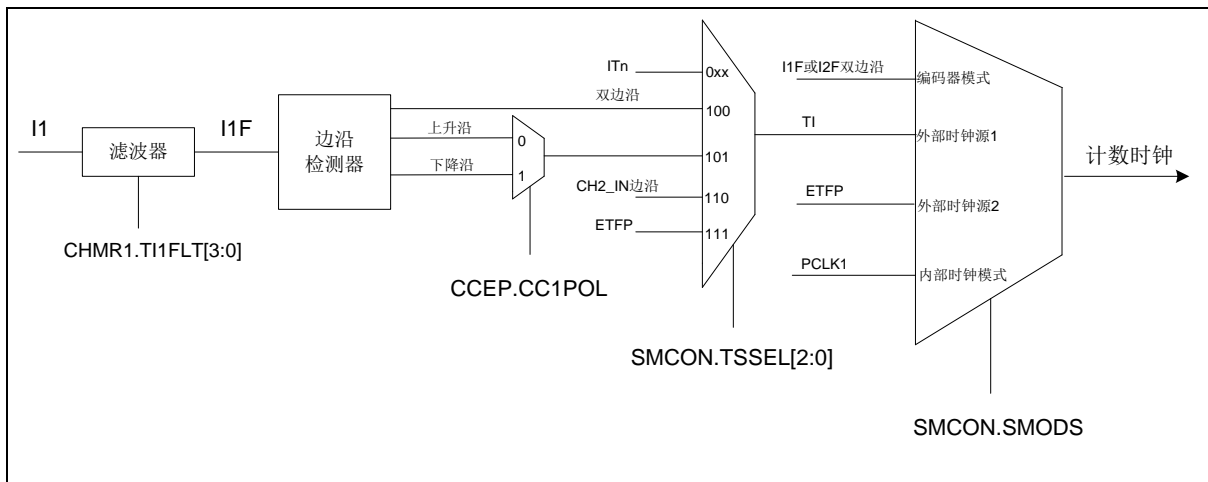 I1
滤波器
CHMR1.TI1FLT[3:0]
I1F
边沿
检测器
双边沿
上升沿
下降沿
0
1
CCEP.CC1POL
ITn
CH2_IN边沿
ETFP
0xx
100
101
110
111
SMCON.TSSEL[2:0]
I1F或I2F双边沿
TI
ETFP
PCLK1
编码器模式
外部时钟源1
外部时钟源2
内部时钟模式
SMCON.SMODS
计数时钟